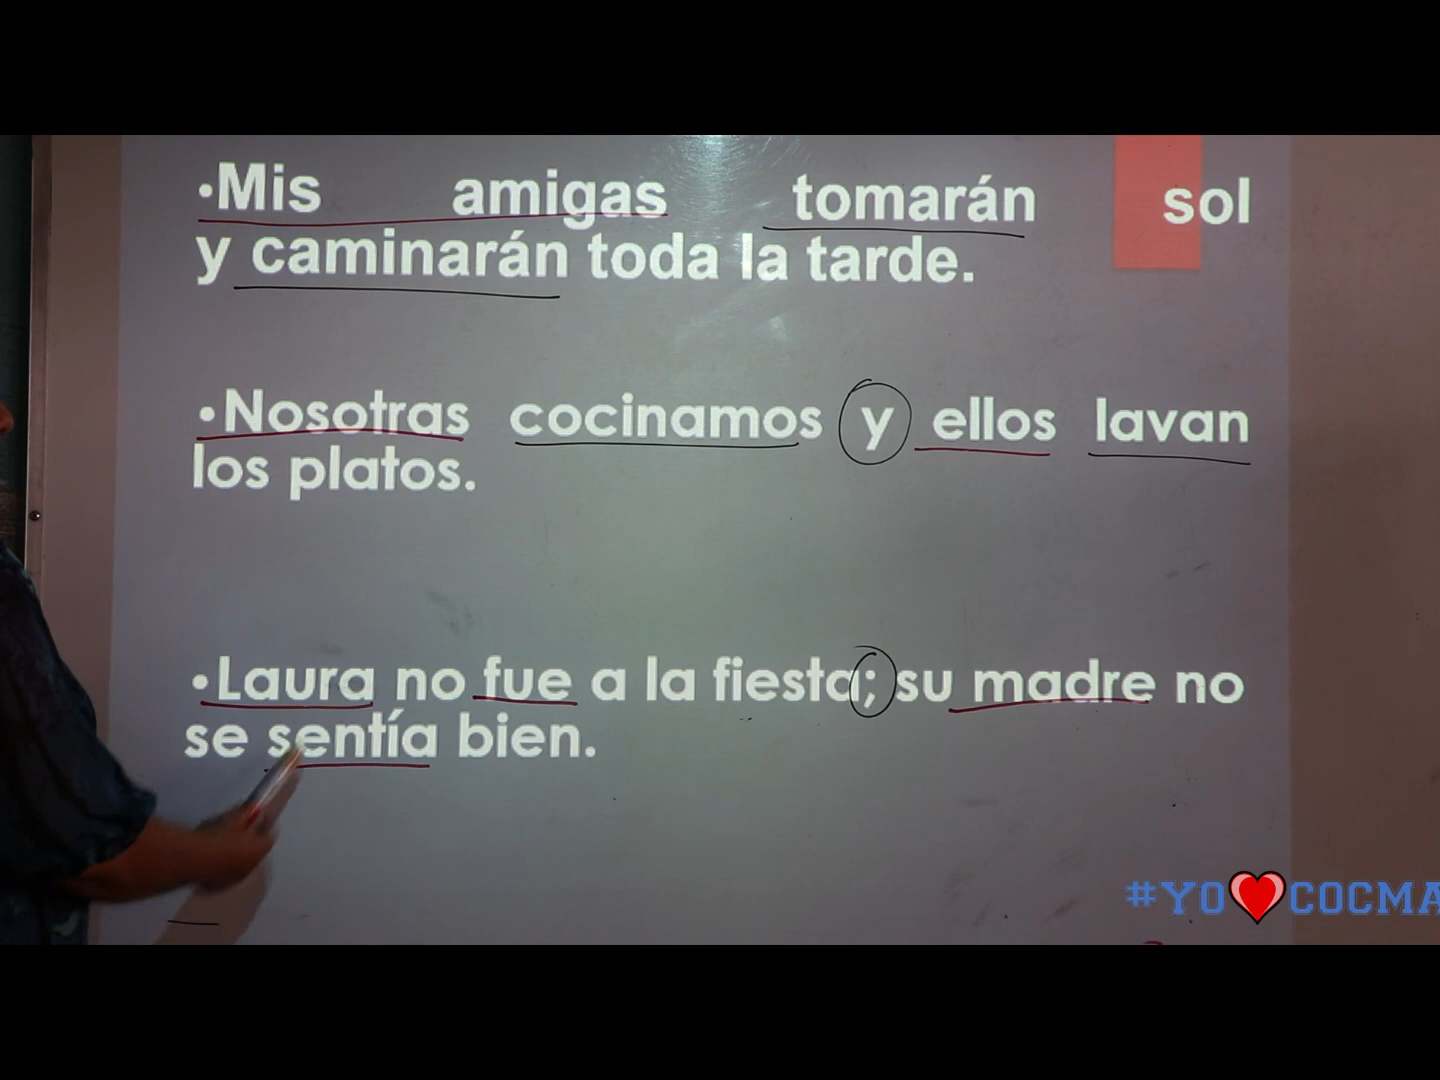 •Mis amigas tomarán sol
y caminarán toda la tarde.
•Nosotras cocinamos y ellos lavan
los platos.
•Laura no fue a la fiesta; su madre no
se sentía bien.
#YO❤COCMA